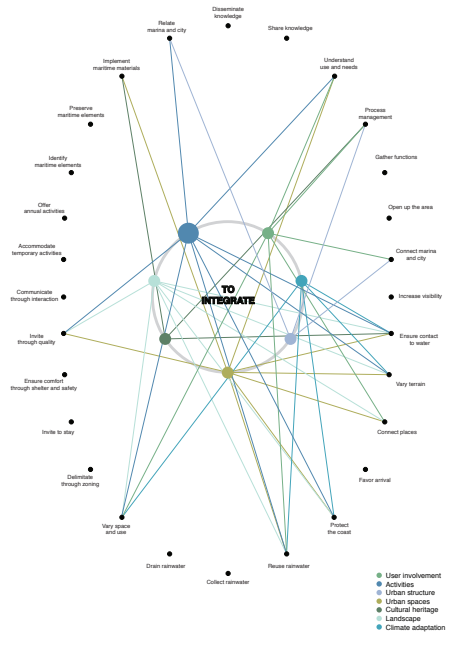 Disseminate
knowledge
Share knowledge
Relate
marina and city
Understand
use and needs
Implement
maritime materials
Process
management
Preserve
maritime elements
Gather functions
Identify
maritime elements
Open up the area
Offer
annual activities
Connect marina
and city
Accommodate
temporary activities
Increase visibility
Communicate
through interaction
TO
INTEGRATE
Ensure contact
to water
Invite
through quality
Vary terrain
Ensure comfort
through shelter and safety
Connect places
Invite to stay
Favor arrival
Delimitate
through zoning
Protect
the coast
Vary space
and use
Reuse rainwater
Drain rainwater
Collect rainwater
User involvement
Activities
Urban structure
Urban spaces
Cultural heritage
Landscape
Climate adaptation